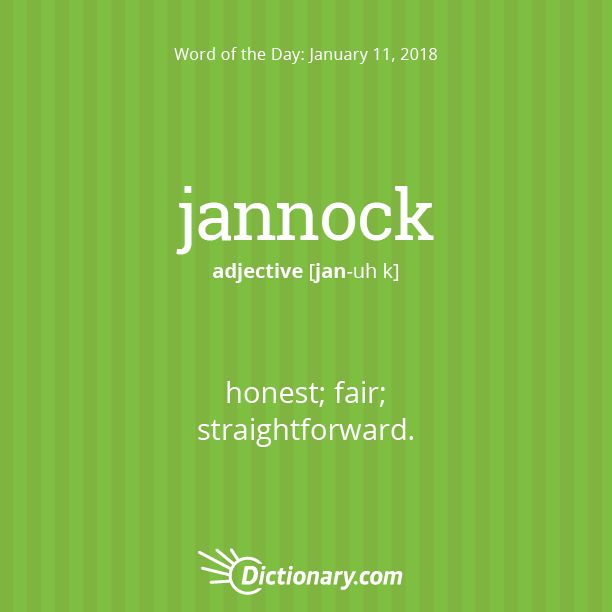 Word of the Day: January 11, 2018
jannock
adjective [jan-uh k]
honest; fair;
straightforward.
Dictionary.com